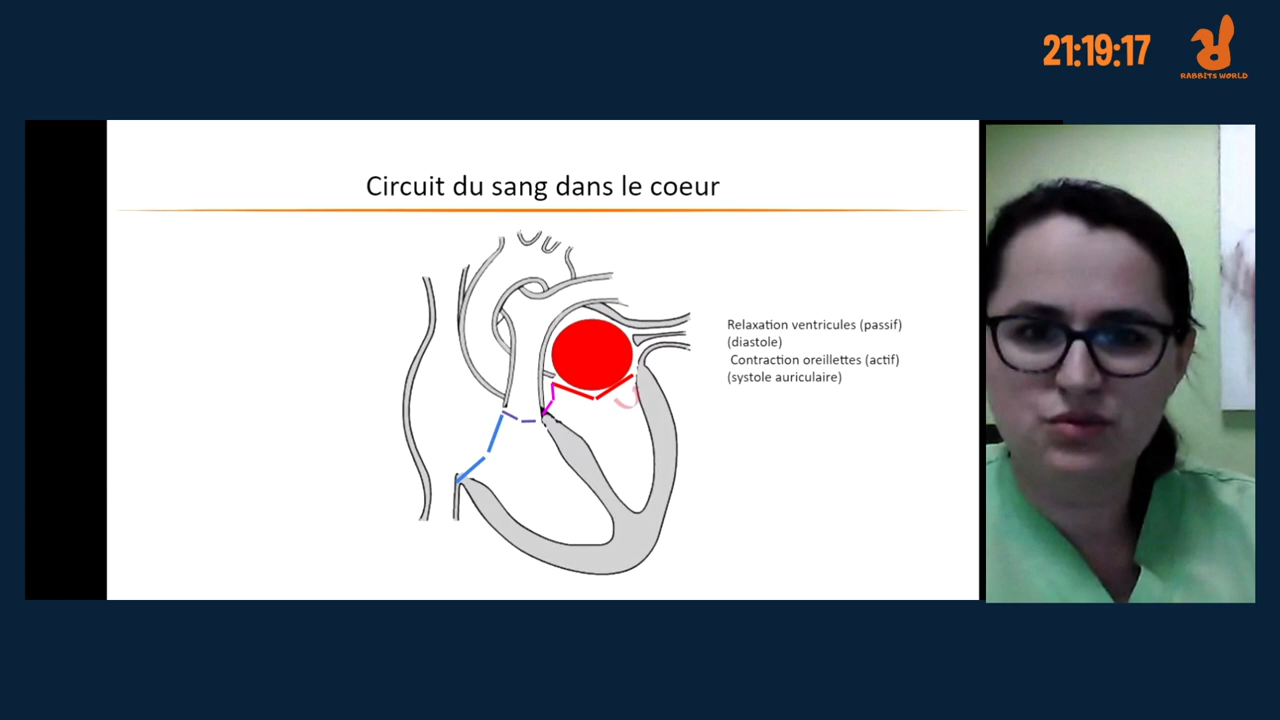 21:19:17
RABBITS WORLD
Circuit du sang dans le coeur
Relaxation ventricules (passif)
(diastole)
Contraction oreillettes (actif)
(systole auriculaire)